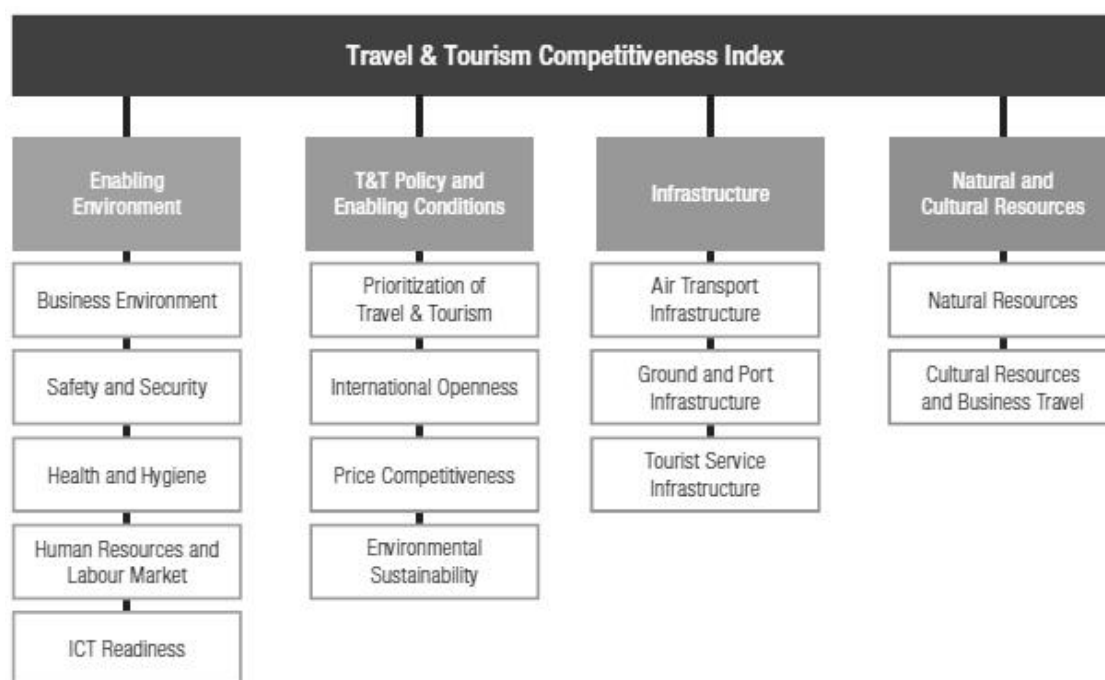 Travel & Tourism Competitiveness Index
Enabling
Environment
Business Environment
Safety and Security
Health and Hygiene
Human Resources and
Labour Market
ICT Readiness
T&T Policy and
Enabling Conditions
Prioritization of
Travel & Tourism
International Openness
Price Competitiveness
Environmental
Sustainability
Infrastructure
Air Transport
Infrastructure
Ground and Port
Infrastructure
Tourist Service
Infrastructure
Natural and
Cultural Resources
Natural Resources
Cultural Resources
and Business Travel